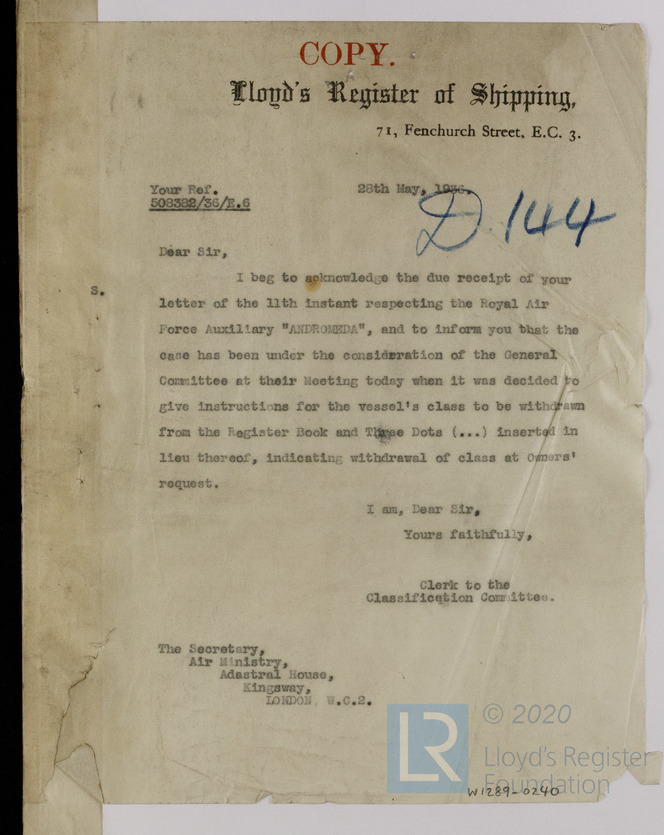 COPY.
Lloyd's Register of Shipping,
71, Fenchurch Street, E.C. 3.
Your Ref.
508382/36/E.6
28th May, 1936.
D 144
Dear Sir,
I beg to acknowledge the due receipt of your
S.
letter of the 11th instant respecting the Royal Air
Force Auxiliary "ANDROMEDA", and to inform you that the
case has been under the consideration of the General
Committee at their Meeting today when it was decided to
give instructions for the vessel's class to be withdrawn
from the Register Book and Three Dots (...) inserted in
lieu thereof, indicating withdrawal of class at Owners'
request.
I am, Dear Sir,
Yours faithfully,
Clerk to the
Classification Committee.
The Secretary,
Air Ministry,
Adastral House,
Kingsway,
LONDON, W.C.2.
LR
© 2020
Lloyd's Register
Foundation
W1289-0240